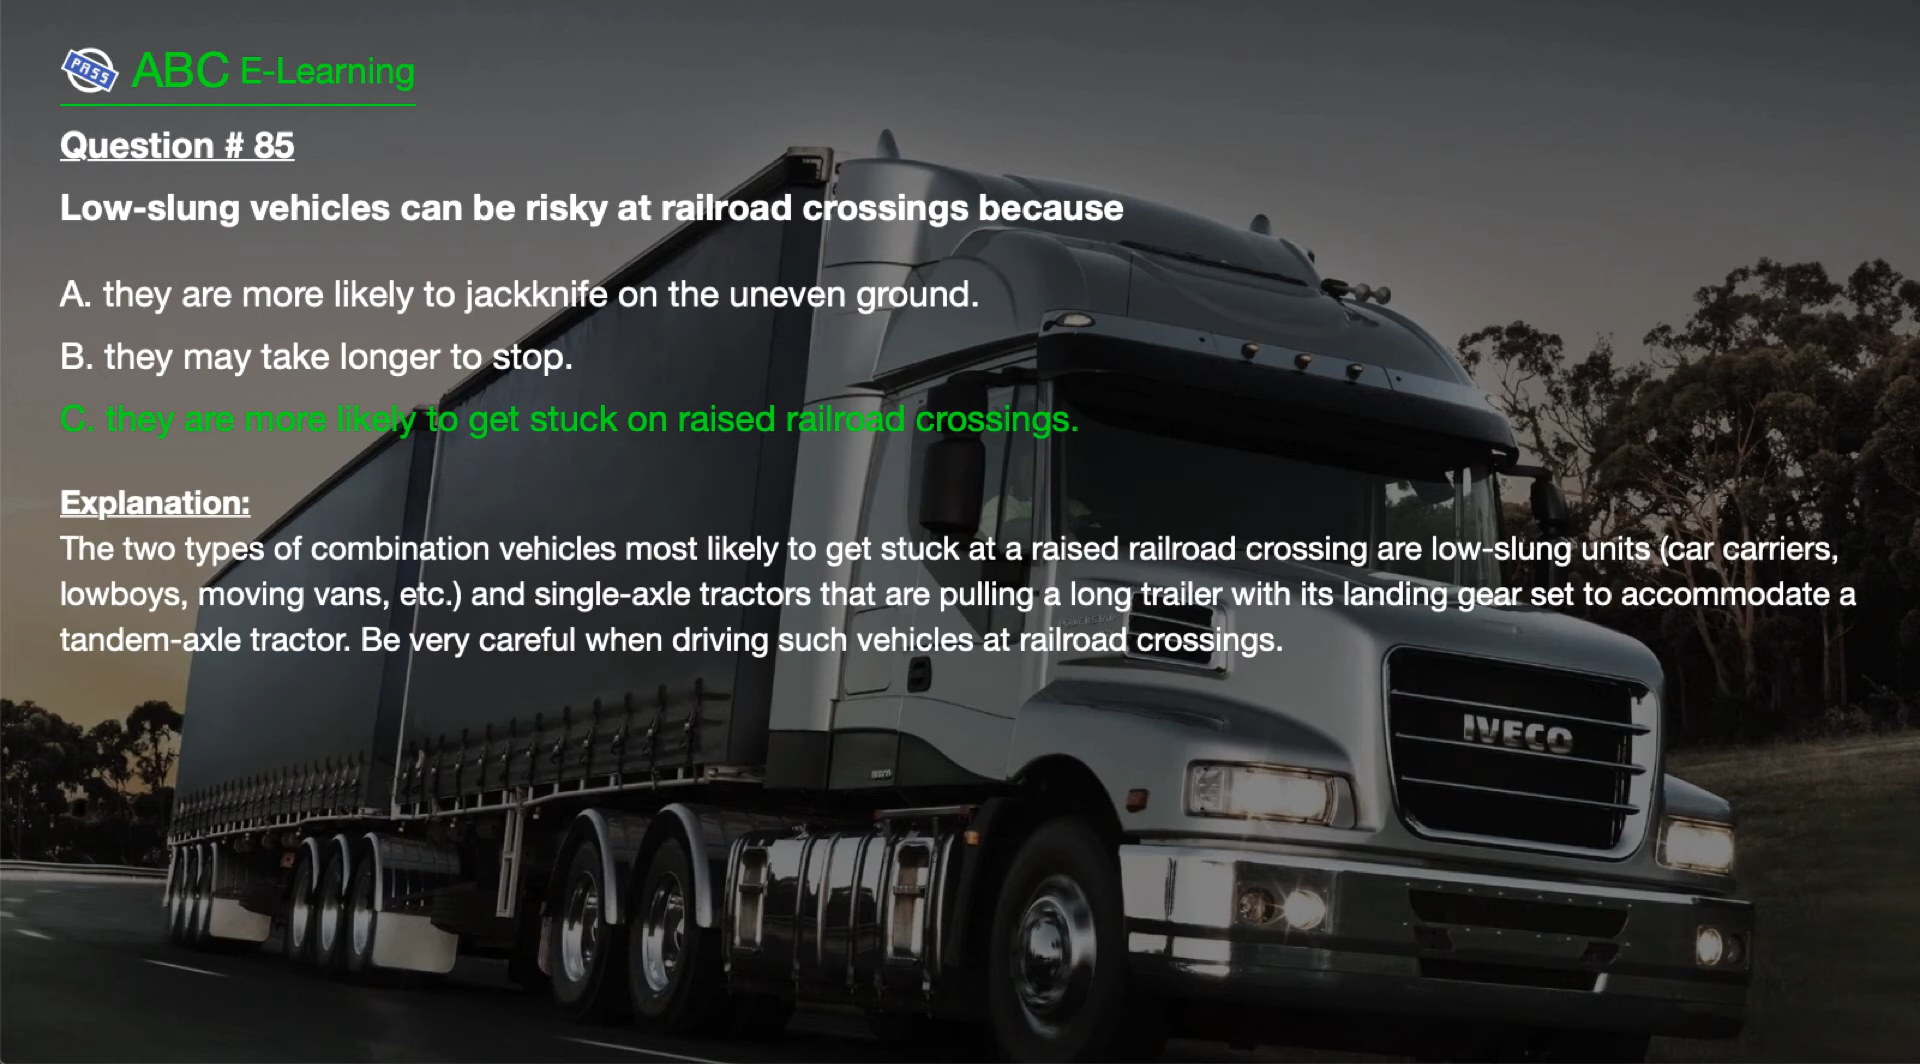 PASS
ABC E-Learning
Question # 85
Low-slung vehicles can be risky at railroad crossings because
A. they are more likely to jackknife on the uneven ground.
B. they may take longer to stop.
C. they are more likely to get stuck on raised railroad crossings.
Explanation:
The two types of combination vehicles most likely to get stuck at a raised railroad crossing are low-slung units (car carriers,
lowboys, moving vans, etc.) and single-axle tractors that are pulling a long trailer with its landing gear set to accommodate a
tandem-axle tractor. Be very careful when driving such vehicles at railroad crossings.
POWERSTAR
IVECO
IVECO